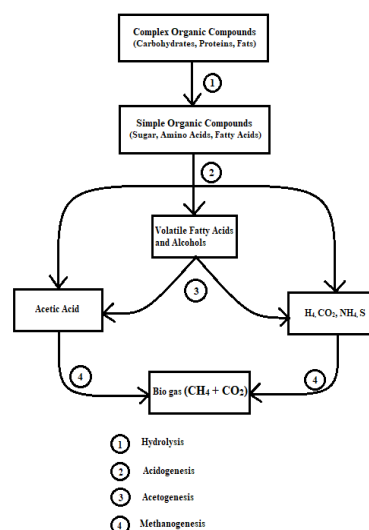 Complex Organic Compounds
(Carbohydrates, Proteins, Fats)
1
Simple Organic Compounds
(Sugar, Amino Acids, Fatty Acids)
2
Volatile Fatty Acids
and Alcohols
3
Acetic Acid
H₄, CO₂, NH₄, S
4
4
Bio gas (CH₄ + CO₂)
1 Hydrolysis
2 Acidogenesis
3 Acetogenesis
4 Methanogenesis